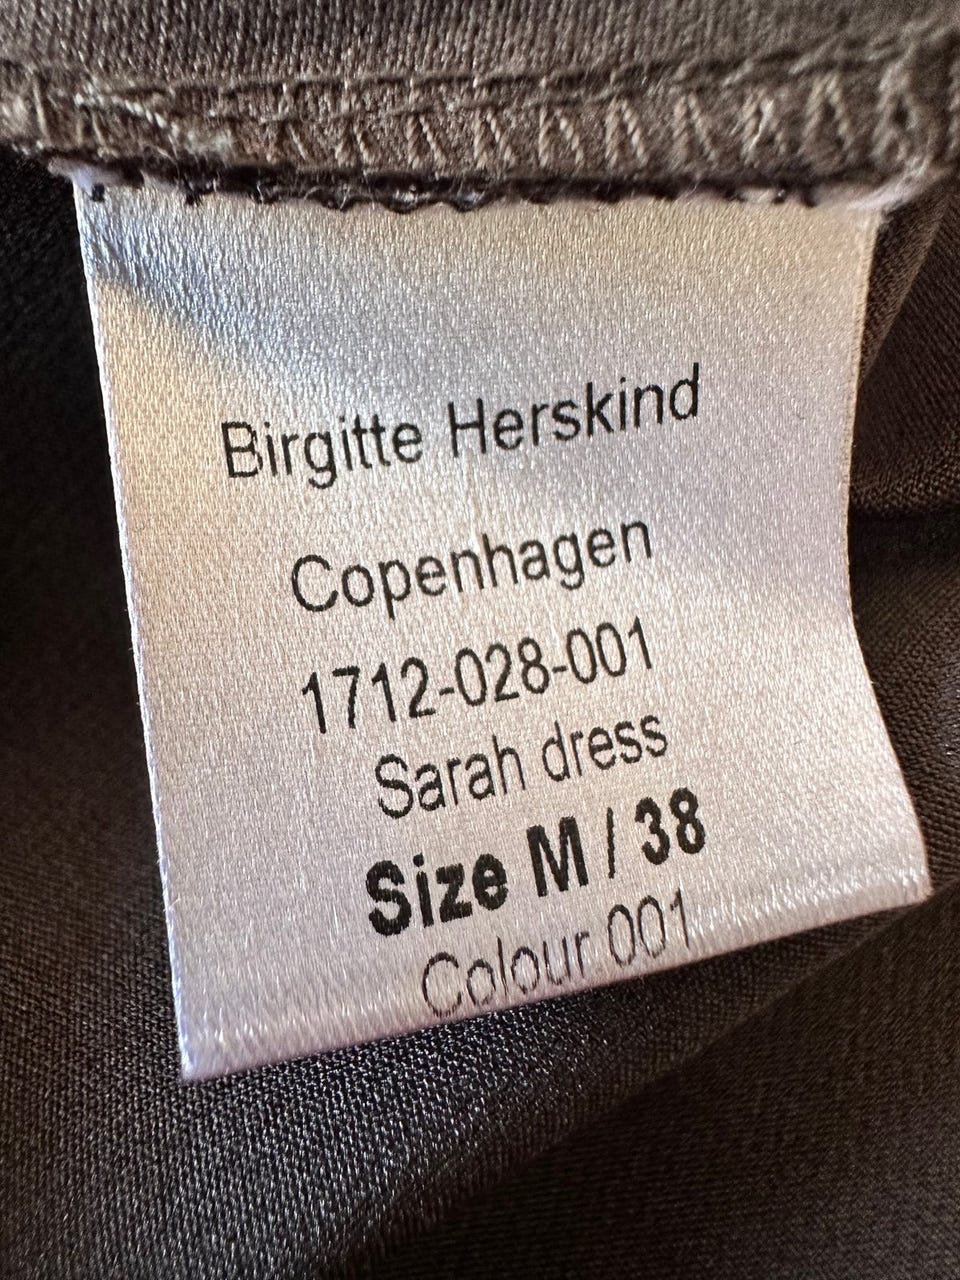 Birgitte Herskind
Copenhagen
1712-028-001
Sarah dress
Size M / 38
Colour 001